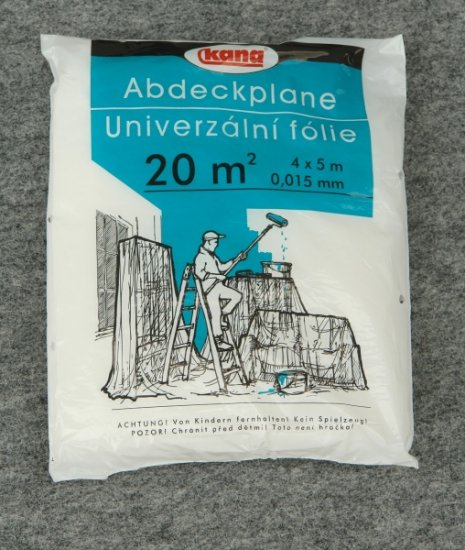 kana
Abdeckplane
Univerzální fólie
20 m² 4 x 5 m
0,015 mm
ACHTUNG! Von Kindern fernhalten! Kein Spielzeug!
POZOR! Chránit před dětmi! Toto není hračka!